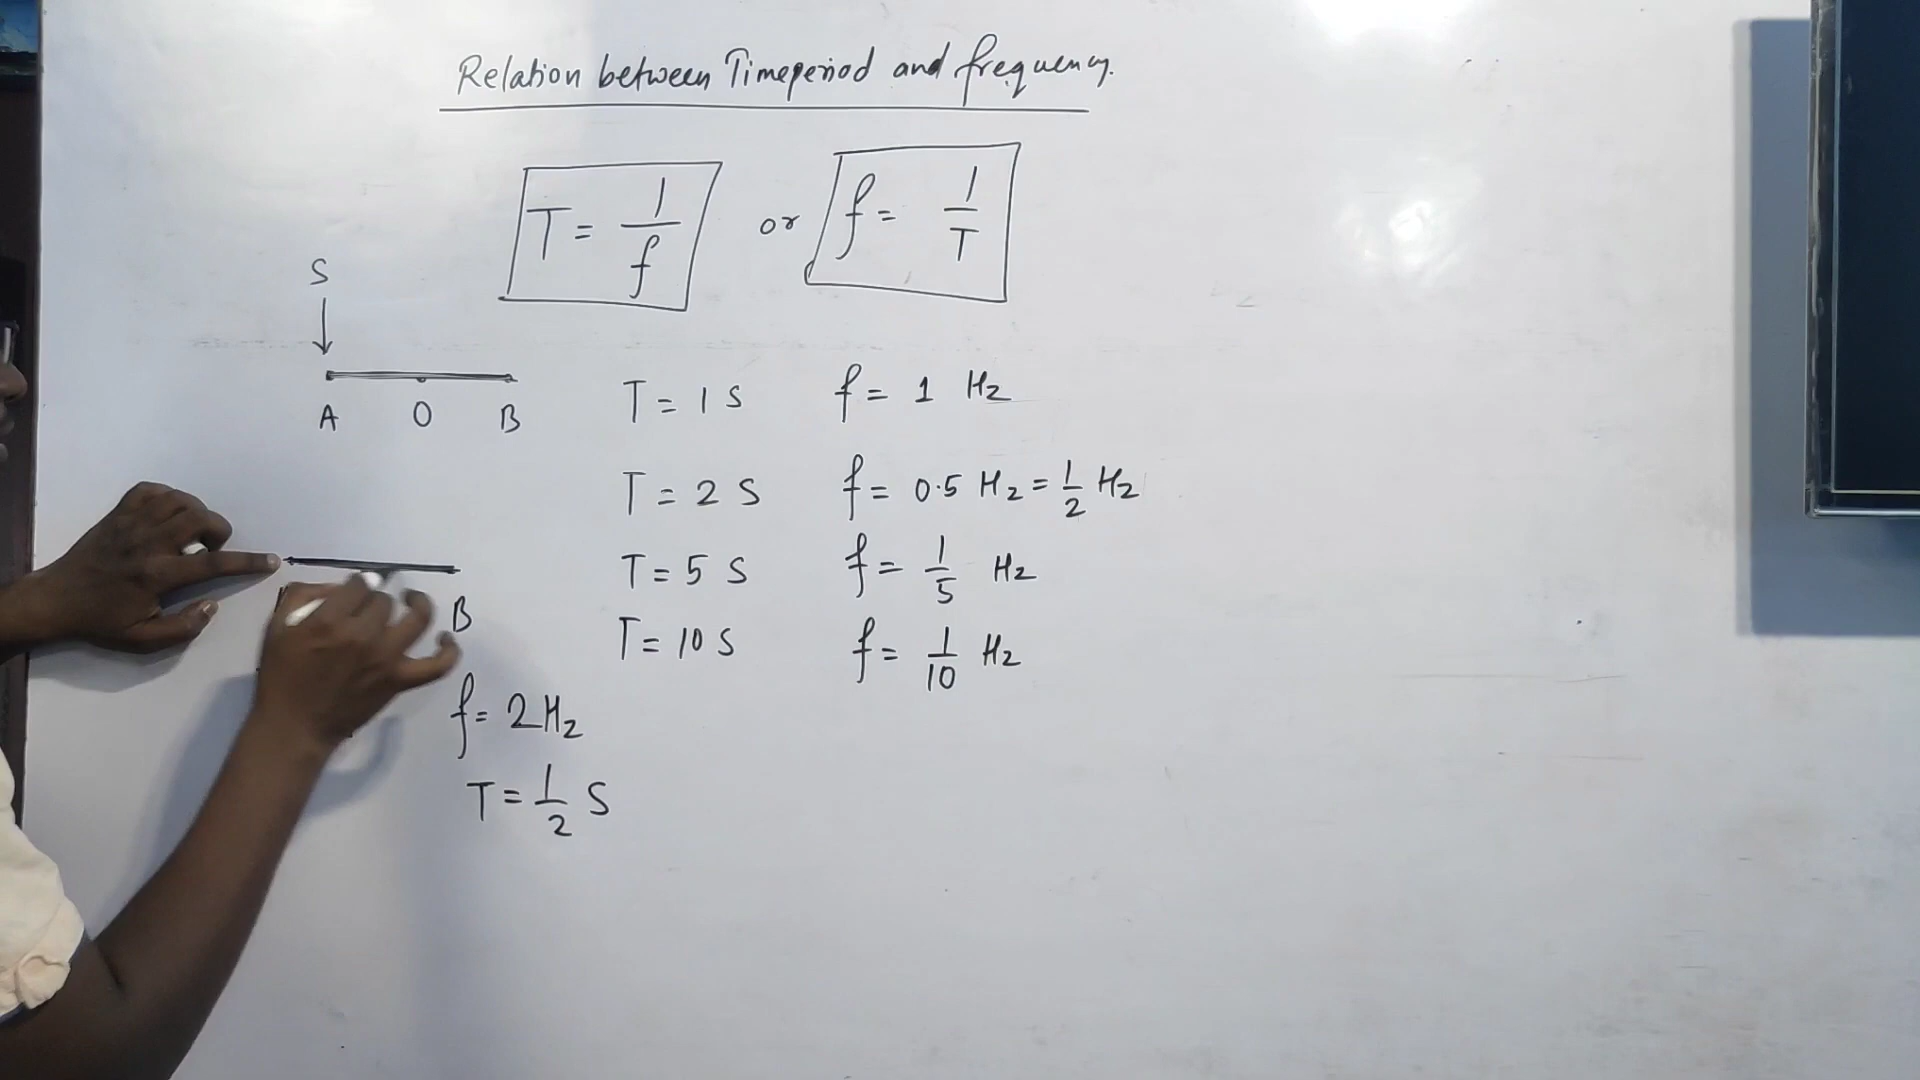 Relation between Timeperiod and frequency.
T = 1/f or f = 1/T
S
A O B
T = 1 S f = 1 Hz
T = 2 S f = 0.5 Hz = 1/2 Hz
T = 5 S f = 1/5 Hz
T = 10 S f = 1/10 Hz
B
f = 2 Hz
T = 1/2 S